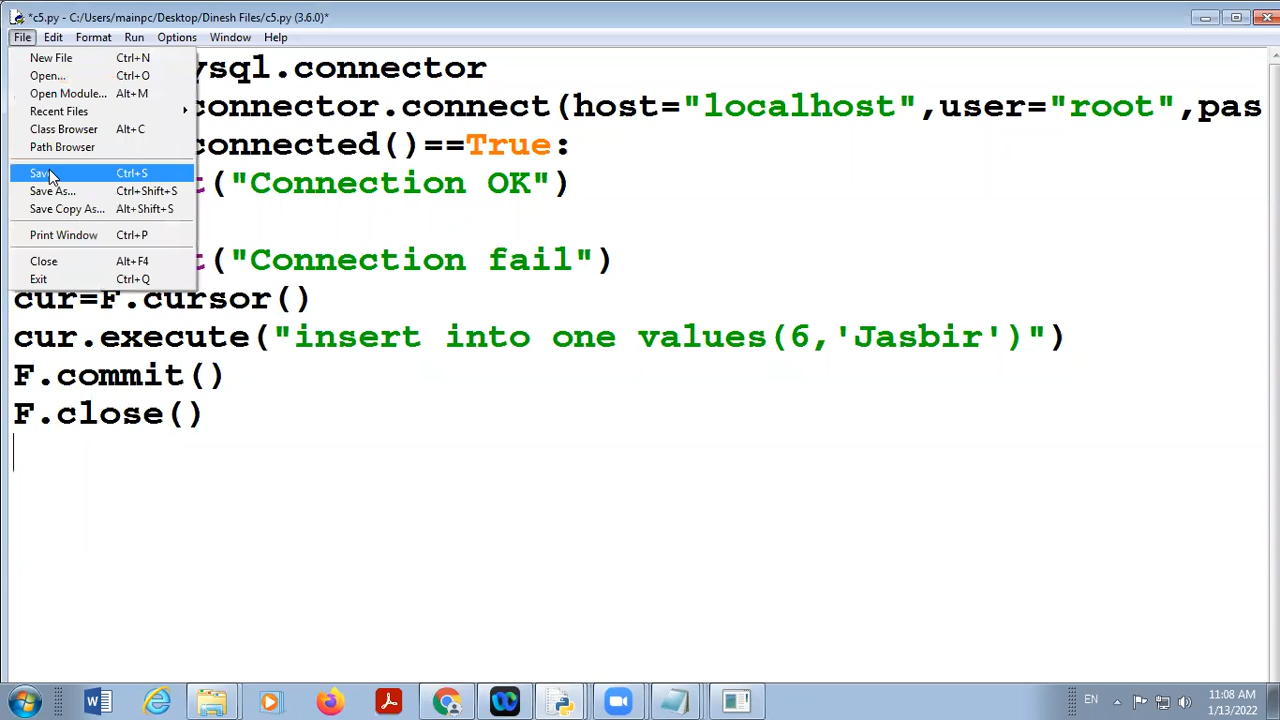 *c5.py - C:/Users/mainpc/Desktop/Dinesh Files/c5.py (3.6.0)*
File Edit Format Run Options Window Help
New File Ctrl+N
Open... Ctrl+O
Open Module... Alt+M
Recent Files
Class Browser Alt+C
Path Browser
Save Ctrl+S
Save As... Ctrl+Shift+S
Save Copy As... Alt+Shift+S
Print Window Ctrl+P
Close Alt+F4
Exit Ctrl+Q
ysql.connector
connector.connect(host="localhost",user="root",pas
connected()==True:
t("Connection OK")
t("Connection fail")
cur=F.cursor()
cur.execute("insert into one values(6,'Jasbir')")
F.commit()
F.close()
EN
11:08 AM
1/13/2022